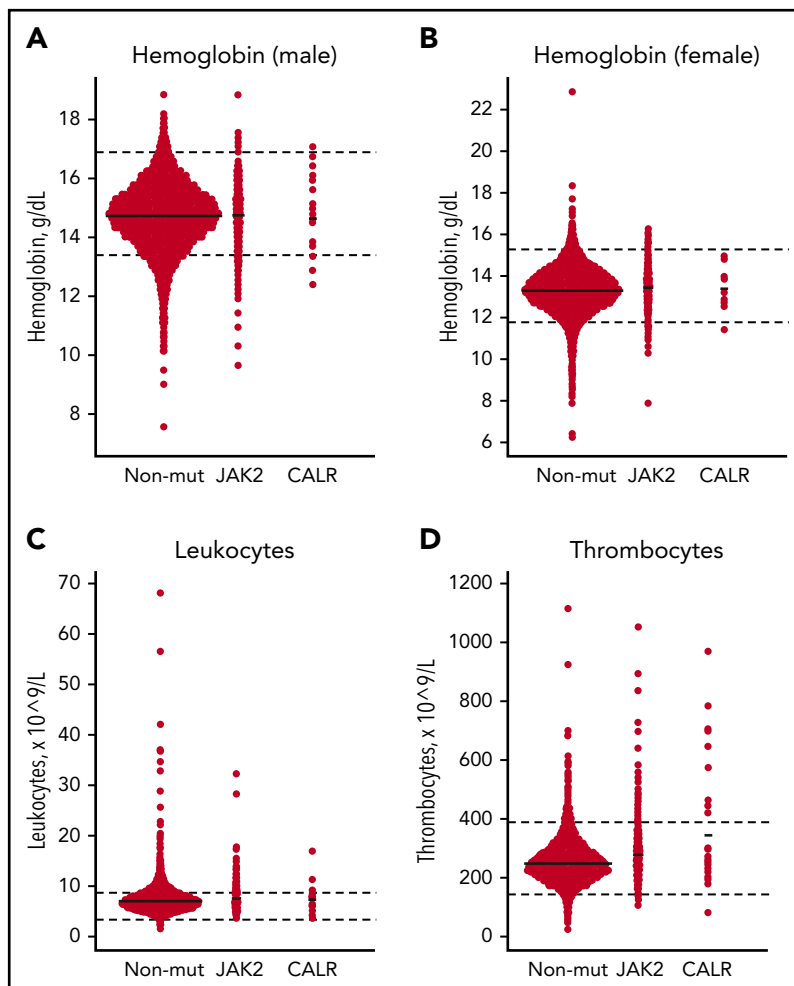 A
Hemoglobin (male)
Hemoglobin, g/dL
18
16
14
12
10
8
Non-mut JAK2 CALR
B
Hemoglobin (female)
Hemoglobin, g/dL
22
20
18
16
14
12
10
8
6
Non-mut JAK2 CALR
C
Leukocytes
Leukocytes, x 10^9/L
70
60
50
40
30
20
10
0
Non-mut JAK2 CALR
D
Thrombocytes
Thrombocytes, x 10^9/L
1200
1000
800
600
400
200
0
Non-mut JAK2 CALR